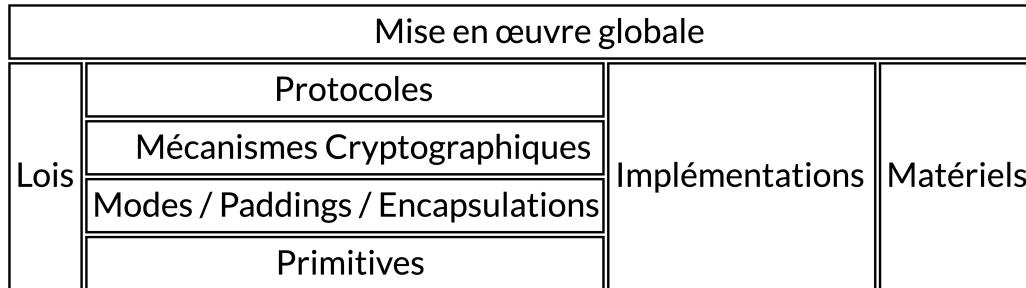 Mise en œuvre globale
Protocoles
Mécanismes Cryptographiques
Lois
Implémentations
Matériels
Modes / Paddings / Encapsulations
Primitives